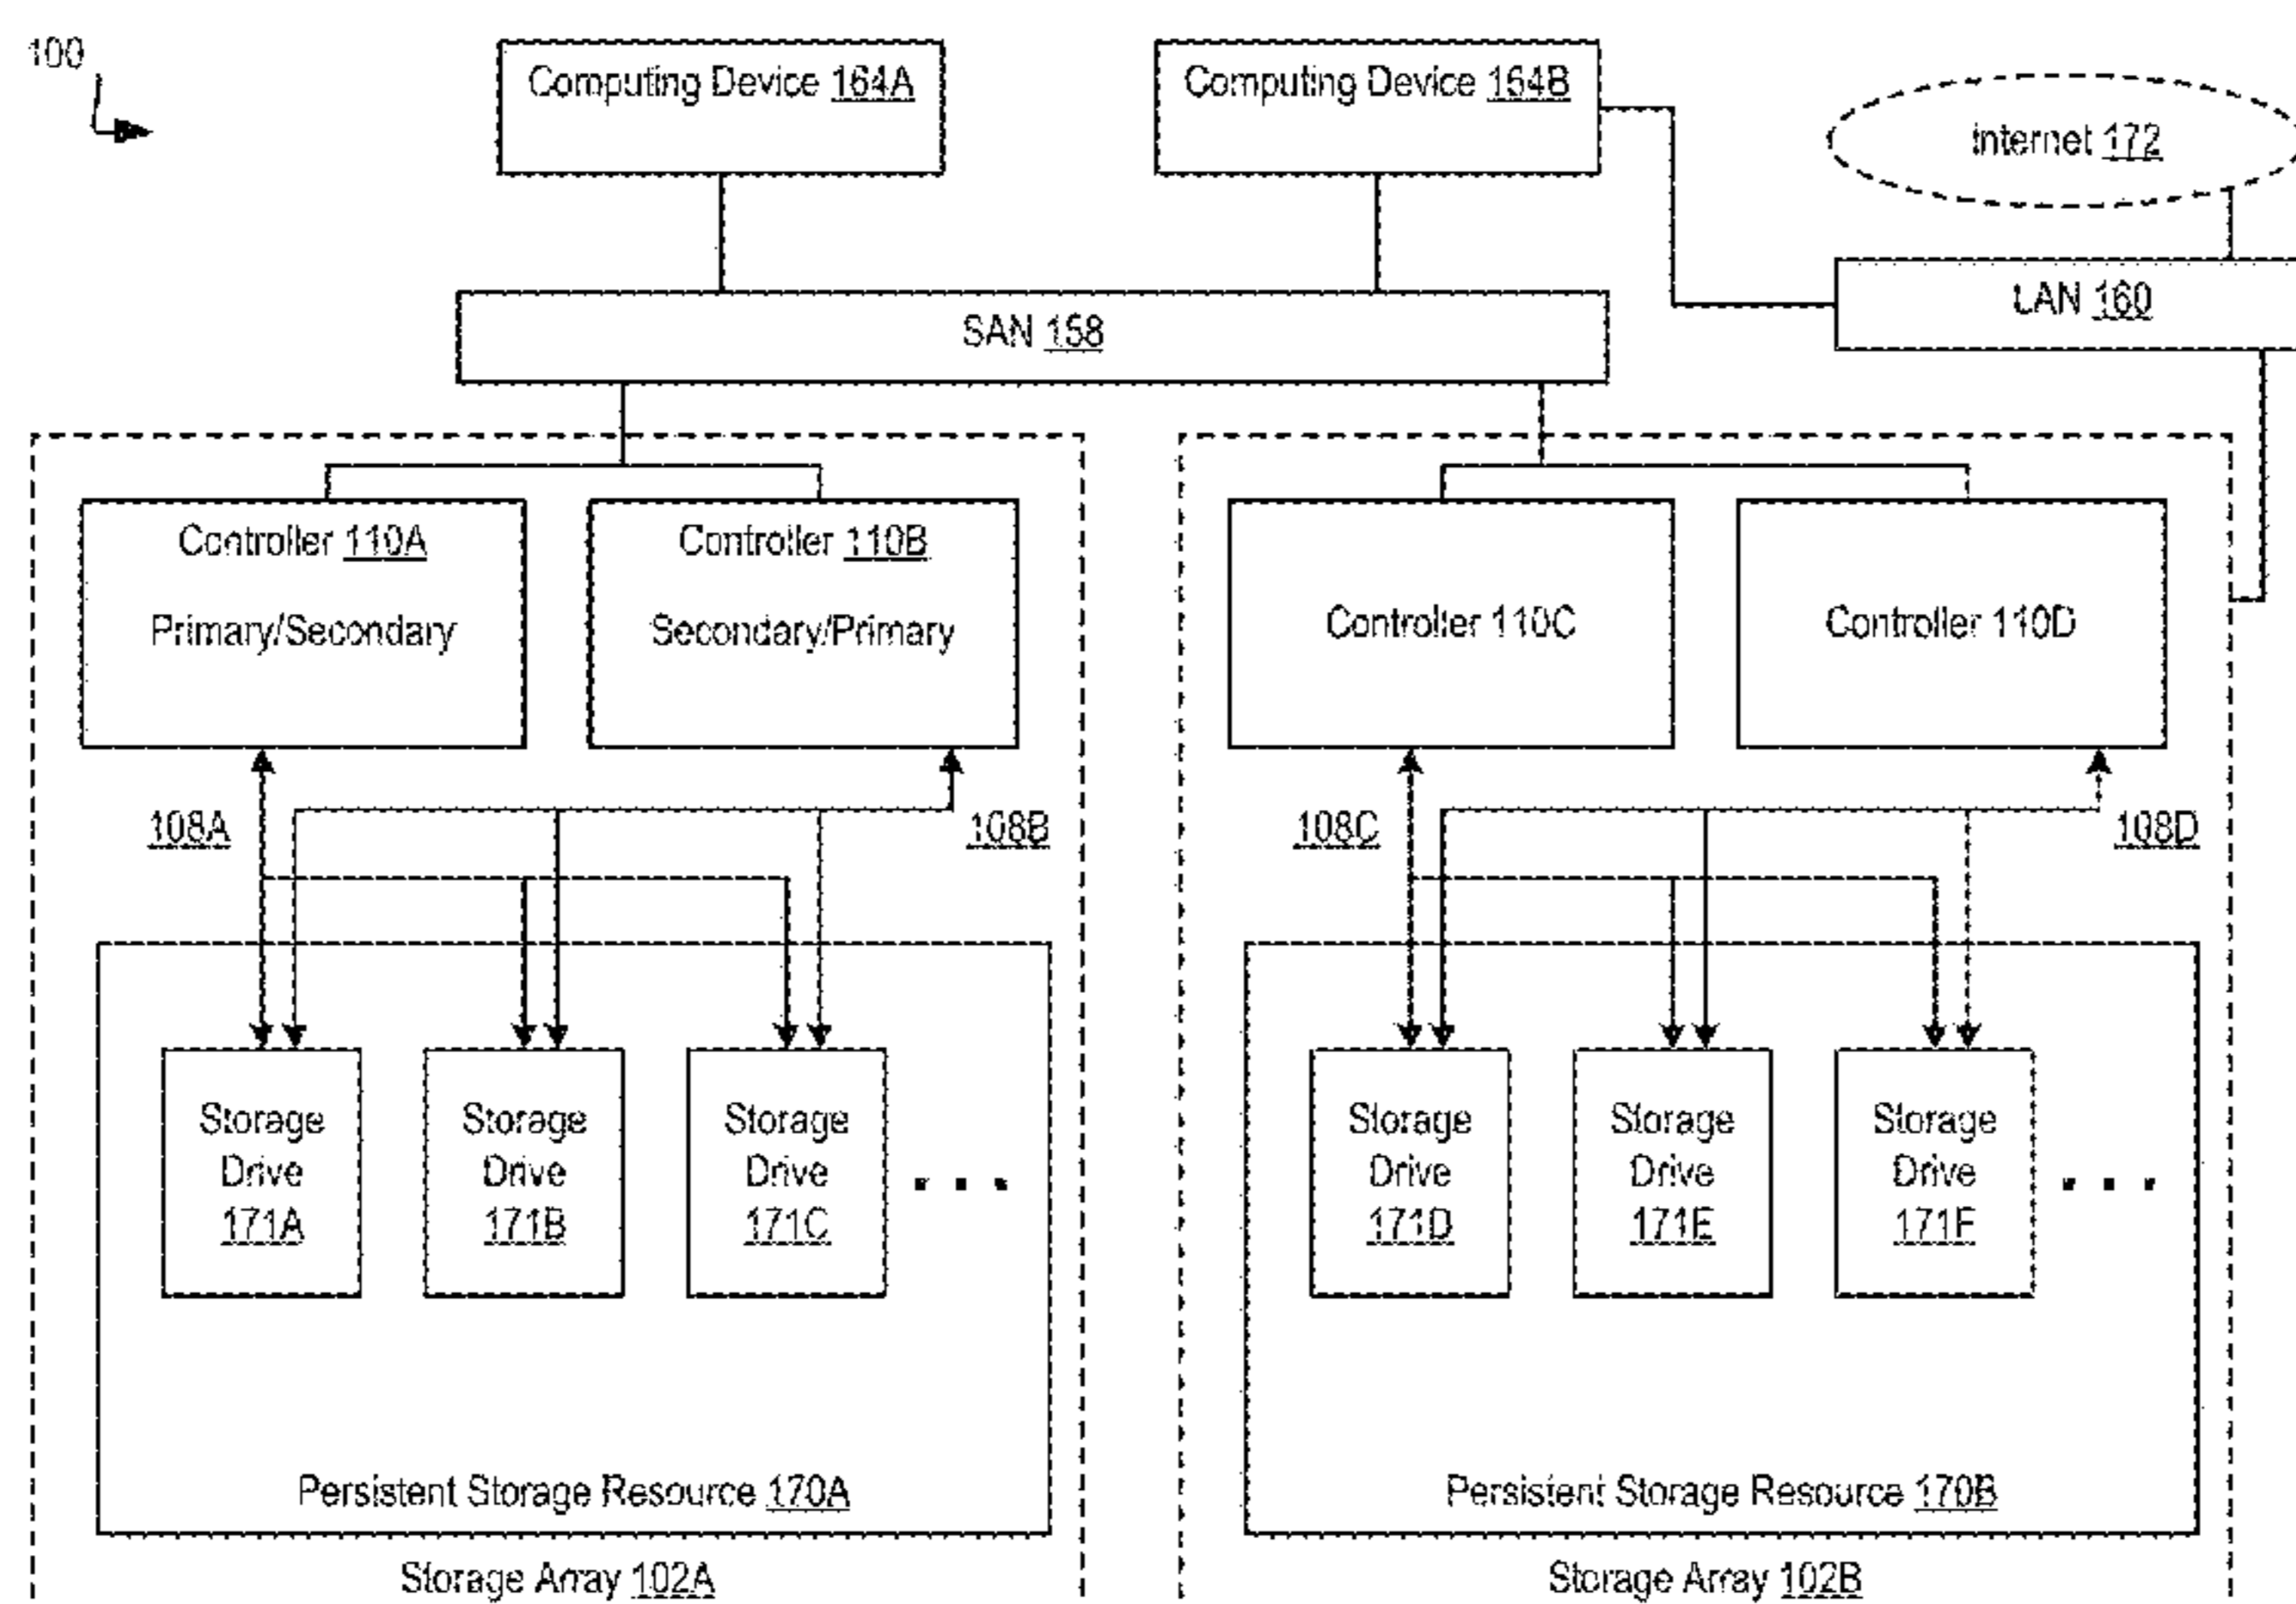 100
Computing Device 164A
Computing Device 164B
Internet 172
LAN 160
SAN 158
Controller 110A
Primary/Secondary
Controller 110B
Secondary/Primary
Controller 110C
Controller 110D
108A
108B
108C
108D
Storage
Drive
171A
Storage
Drive
171B
Storage
Drive
171C
. . .
Storage
Drive
171D
Storage
Drive
171E
Storage
Drive
171F
. . .
Persistent Storage Resource 170A
Persistent Storage Resource 170B
Storage Array 102A
Storage Array 102B